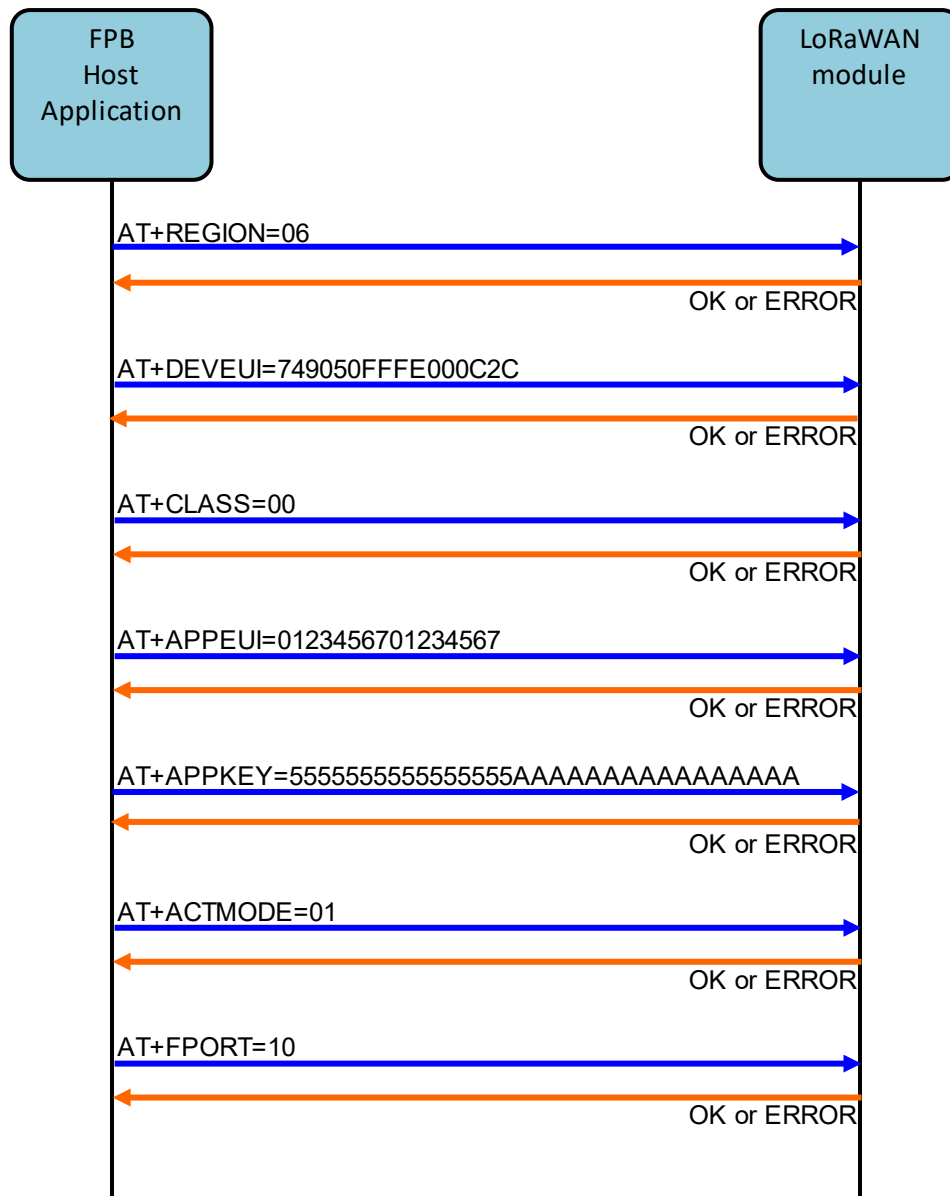 FPB
Host
Application
LoRaWAN
module
AT+REGION=06
OK or ERROR
AT+DEVEUI=749050FFFE000C2C
OK or ERROR
AT+CLASS=00
OK or ERROR
AT+APPEUI=0123456701234567
OK or ERROR
AT+APPKEY=5555555555555555AAAAAAAAAAAAAAAA
OK or ERROR
AT+ACTMODE=01
OK or ERROR
AT+FPORT=10
OK or ERROR